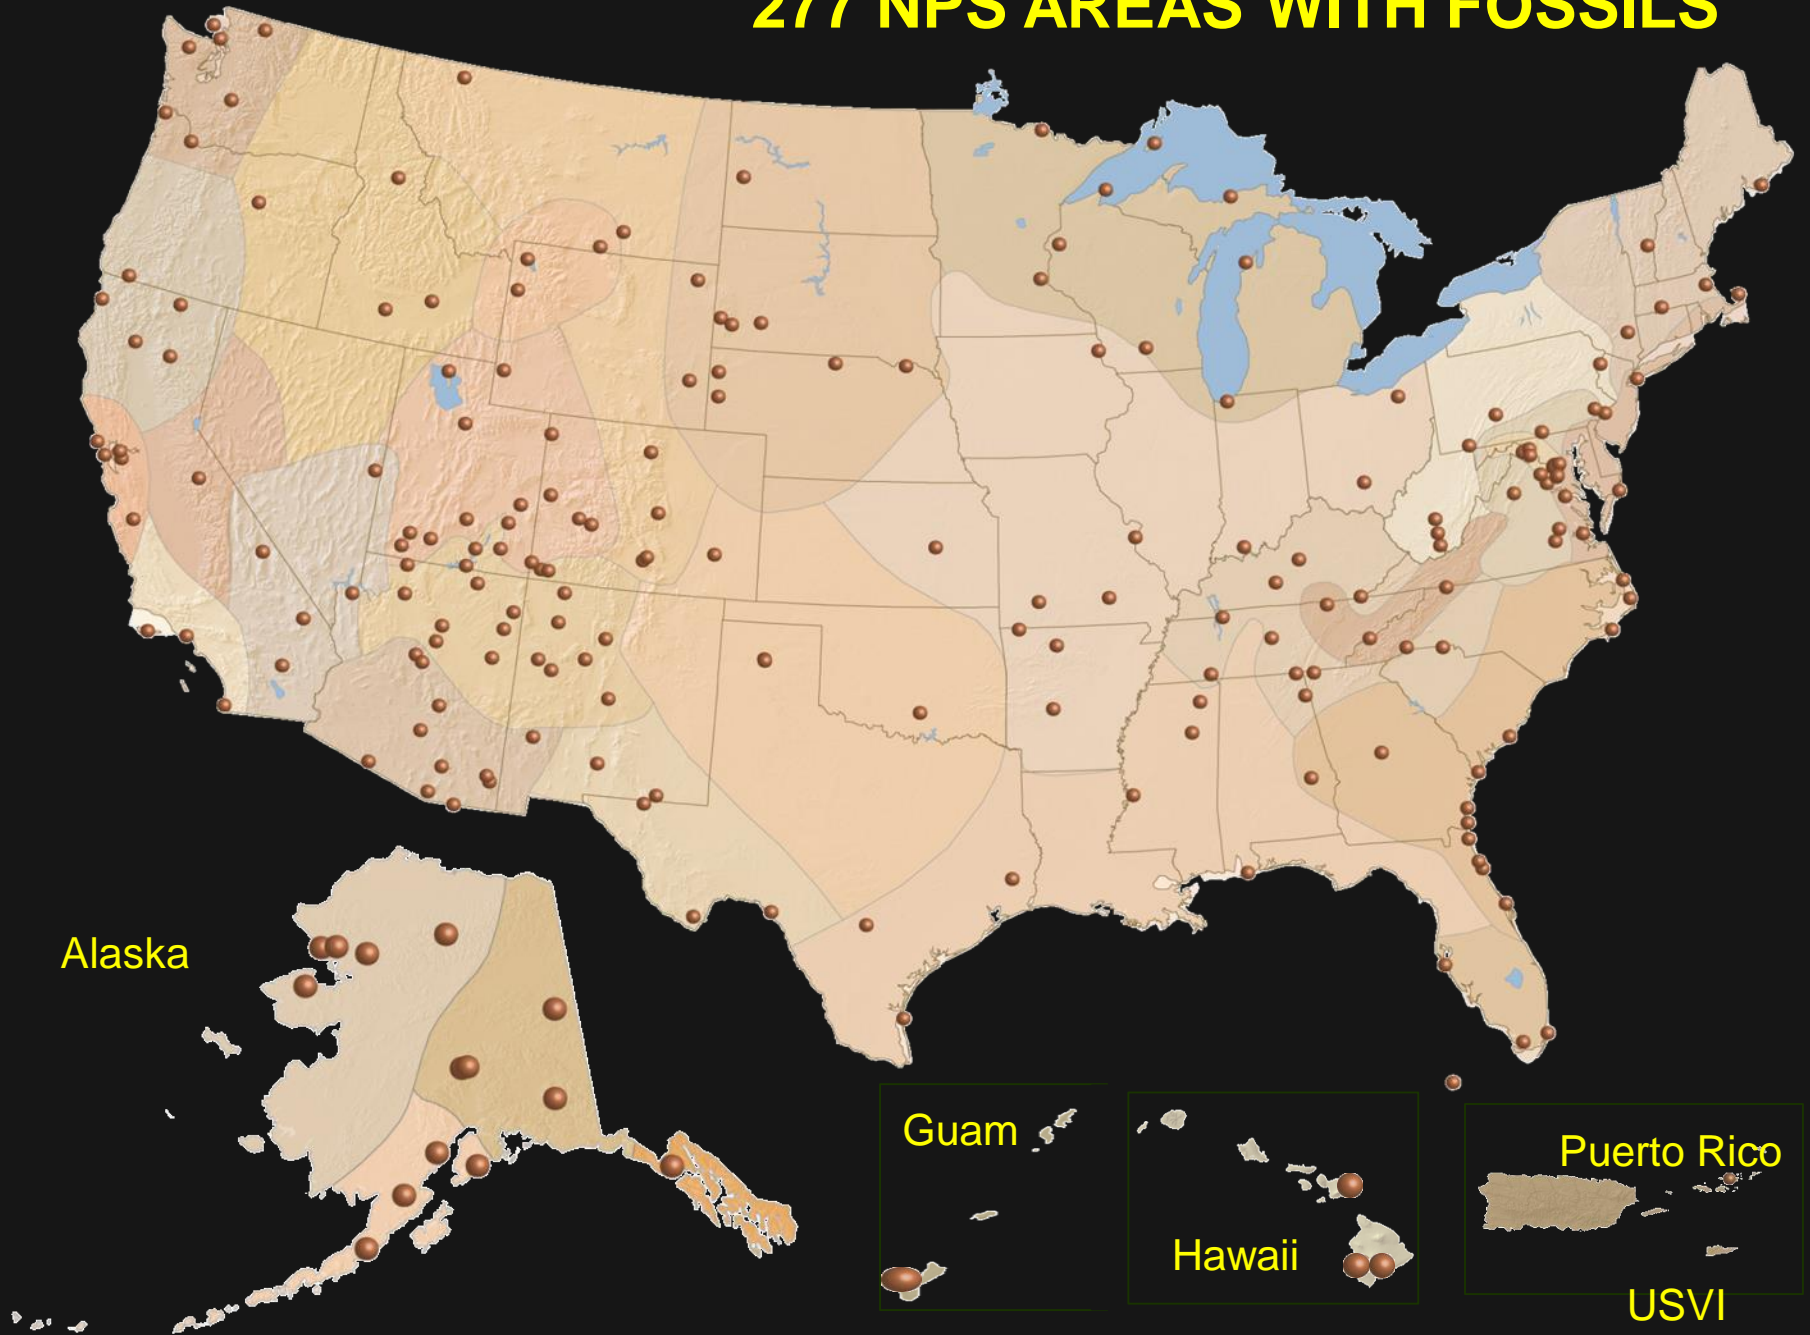 277 NPS AREAS WITH FOSSILS
Alaska
Guam
Hawaii
Puerto Rico
USVI